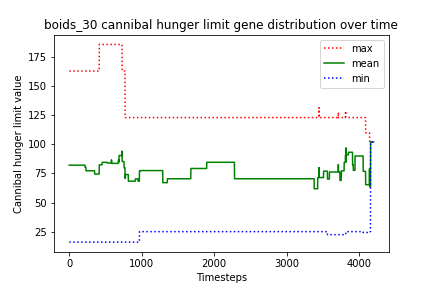 boids_30 cannibal hunger limit gene distribution over time
max
mean
min
Cannibal hunger limit value
175
150
125
100
75
50
25
0 1000 2000 3000 4000
Timesteps